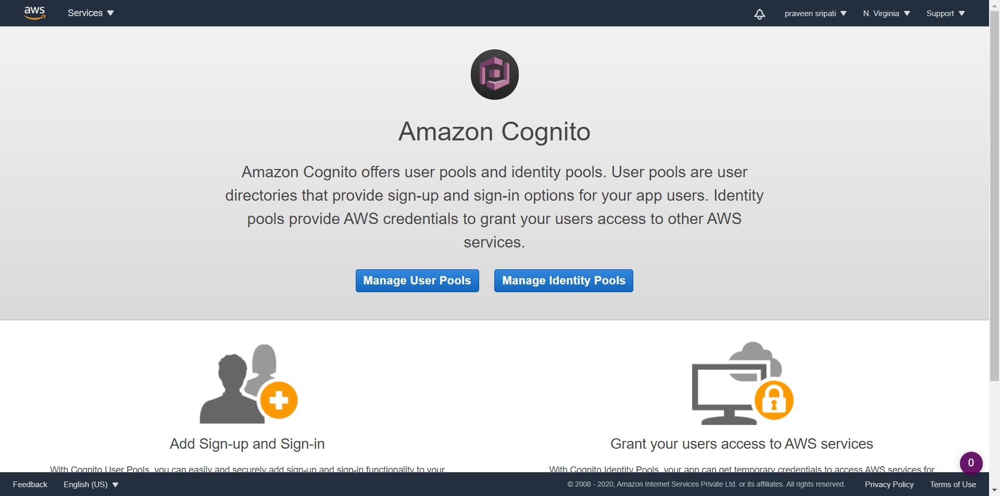 aws
Services
praveen sripati
N. Virginia
Support
Amazon Cognito
Amazon Cognito offers user pools and identity pools. User pools are user
directories that provide sign-up and sign-in options for your app users. Identity
pools provide AWS credentials to grant your users access to other AWS
services.
Manage User Pools
Manage Identity Pools
Add Sign-up and Sign-in
With Cognito User Pools, you can easily and securely add sign-up and sign-in functionality to your
Grant your users access to AWS services
With Cognito Identity Pools, your app can get temporary credentials to access AWS services for
0
Feedback
English (US)
© 2008 - 2020, Amazon Internet Services Private Ltd. or its affiliates. All rights reserved.
Privacy Policy
Terms of Use